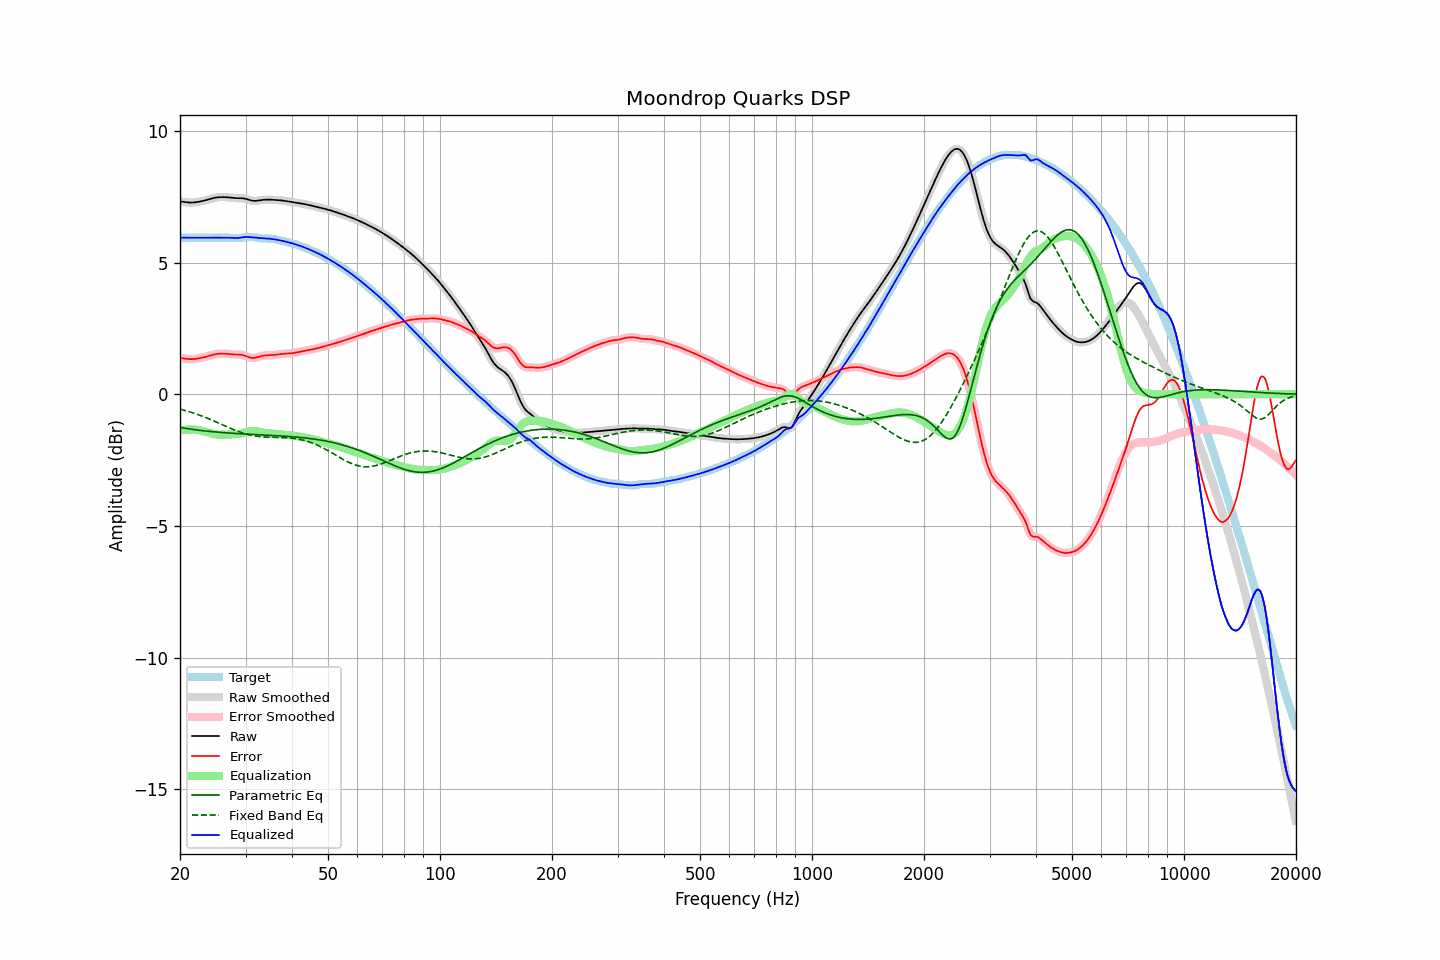 Moondrop Quarks DSP
10
5
0
−5
−10
−15
Amplitude (dBr)
Target
Raw Smoothed
Error Smoothed
Raw
Error
Equalization
Parametric Eq
Fixed Band Eq
Equalized
20 50 100 200 500 1000 2000 5000 10000 20000
Frequency (Hz)